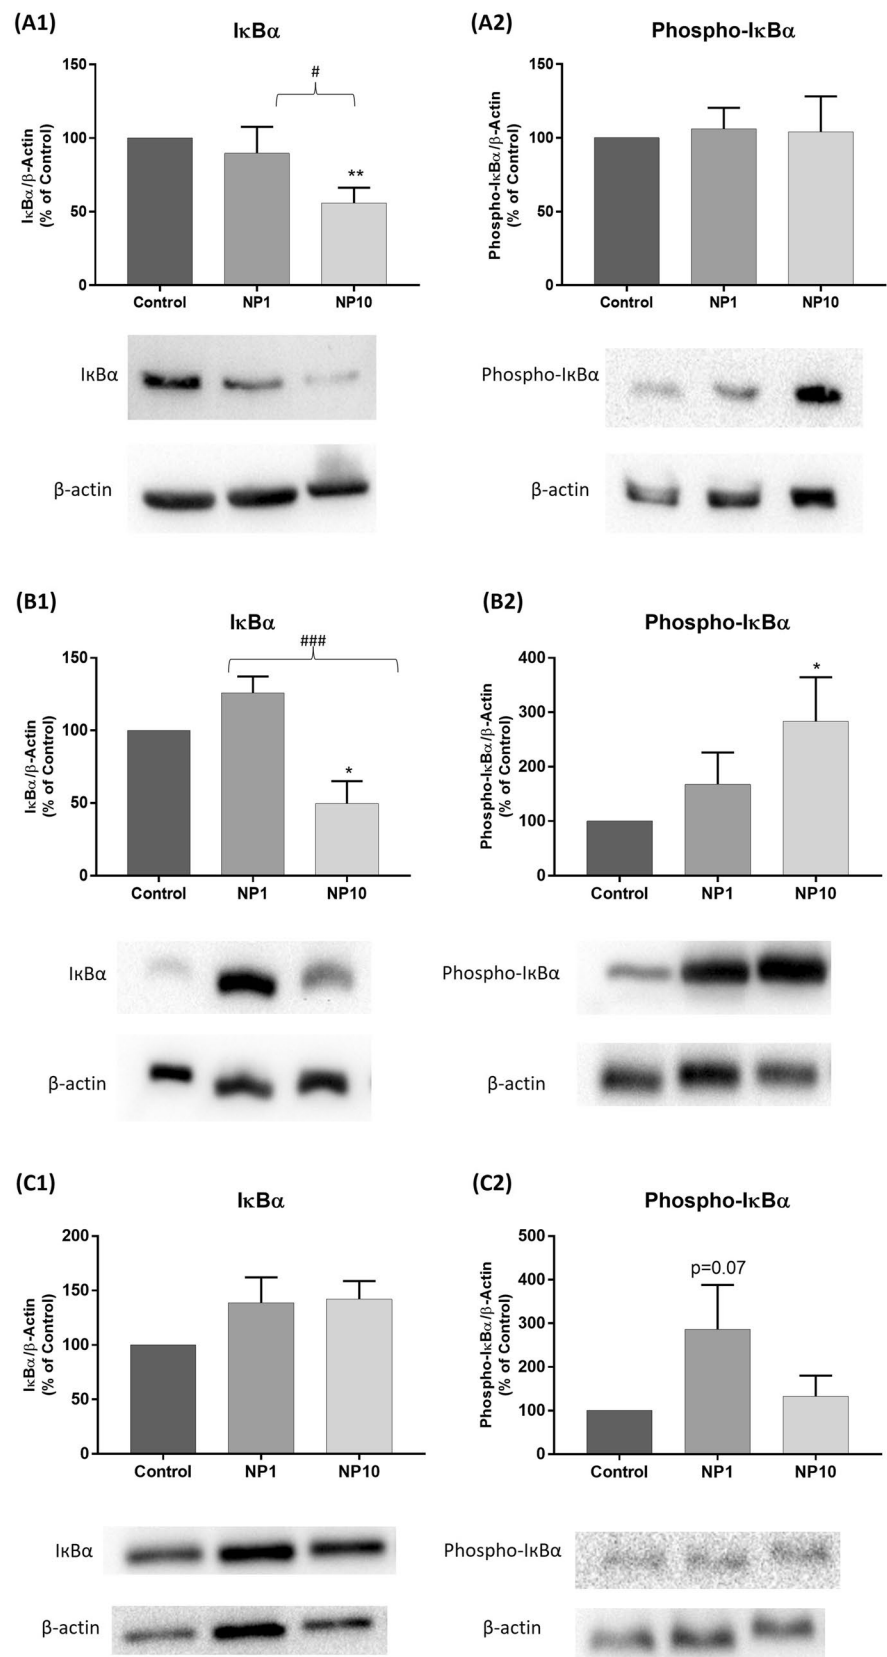 (A1)
IκBα
IκBα/β-Actin
(% of Control)
150
100
50
0
#
**
Control NP1 NP10
IκBα
β-actin
(A2)
Phospho-IκBα
Phospho-IκBα/β-Actin
(% of Control)
150
100
50
0
Control NP1 NP10
Phospho-IκBα
β-actin
(B1)
IκBα
IκBα/β-Actin
(% of Control)
150
100
50
0
###
*
Control NP1 NP10
IκBα
β-actin
(B2)
Phospho-IκBα
Phospho-IκBα/β-Actin
(% of Control)
400
300
200
100
0
*
Control NP1 NP10
Phospho-IκBα
β-actin
(C1)
IκBα
IκBα/β-Actin
(% of Control)
200
150
100
50
0
Control NP1 NP10
IκBα
β-actin
(C2)
Phospho-IκBα
Phospho-IκBα/β-Actin
(% of Control)
500
400
300
200
100
0
p=0.07
Control NP1 NP10
Phospho-IκBα
β-actin